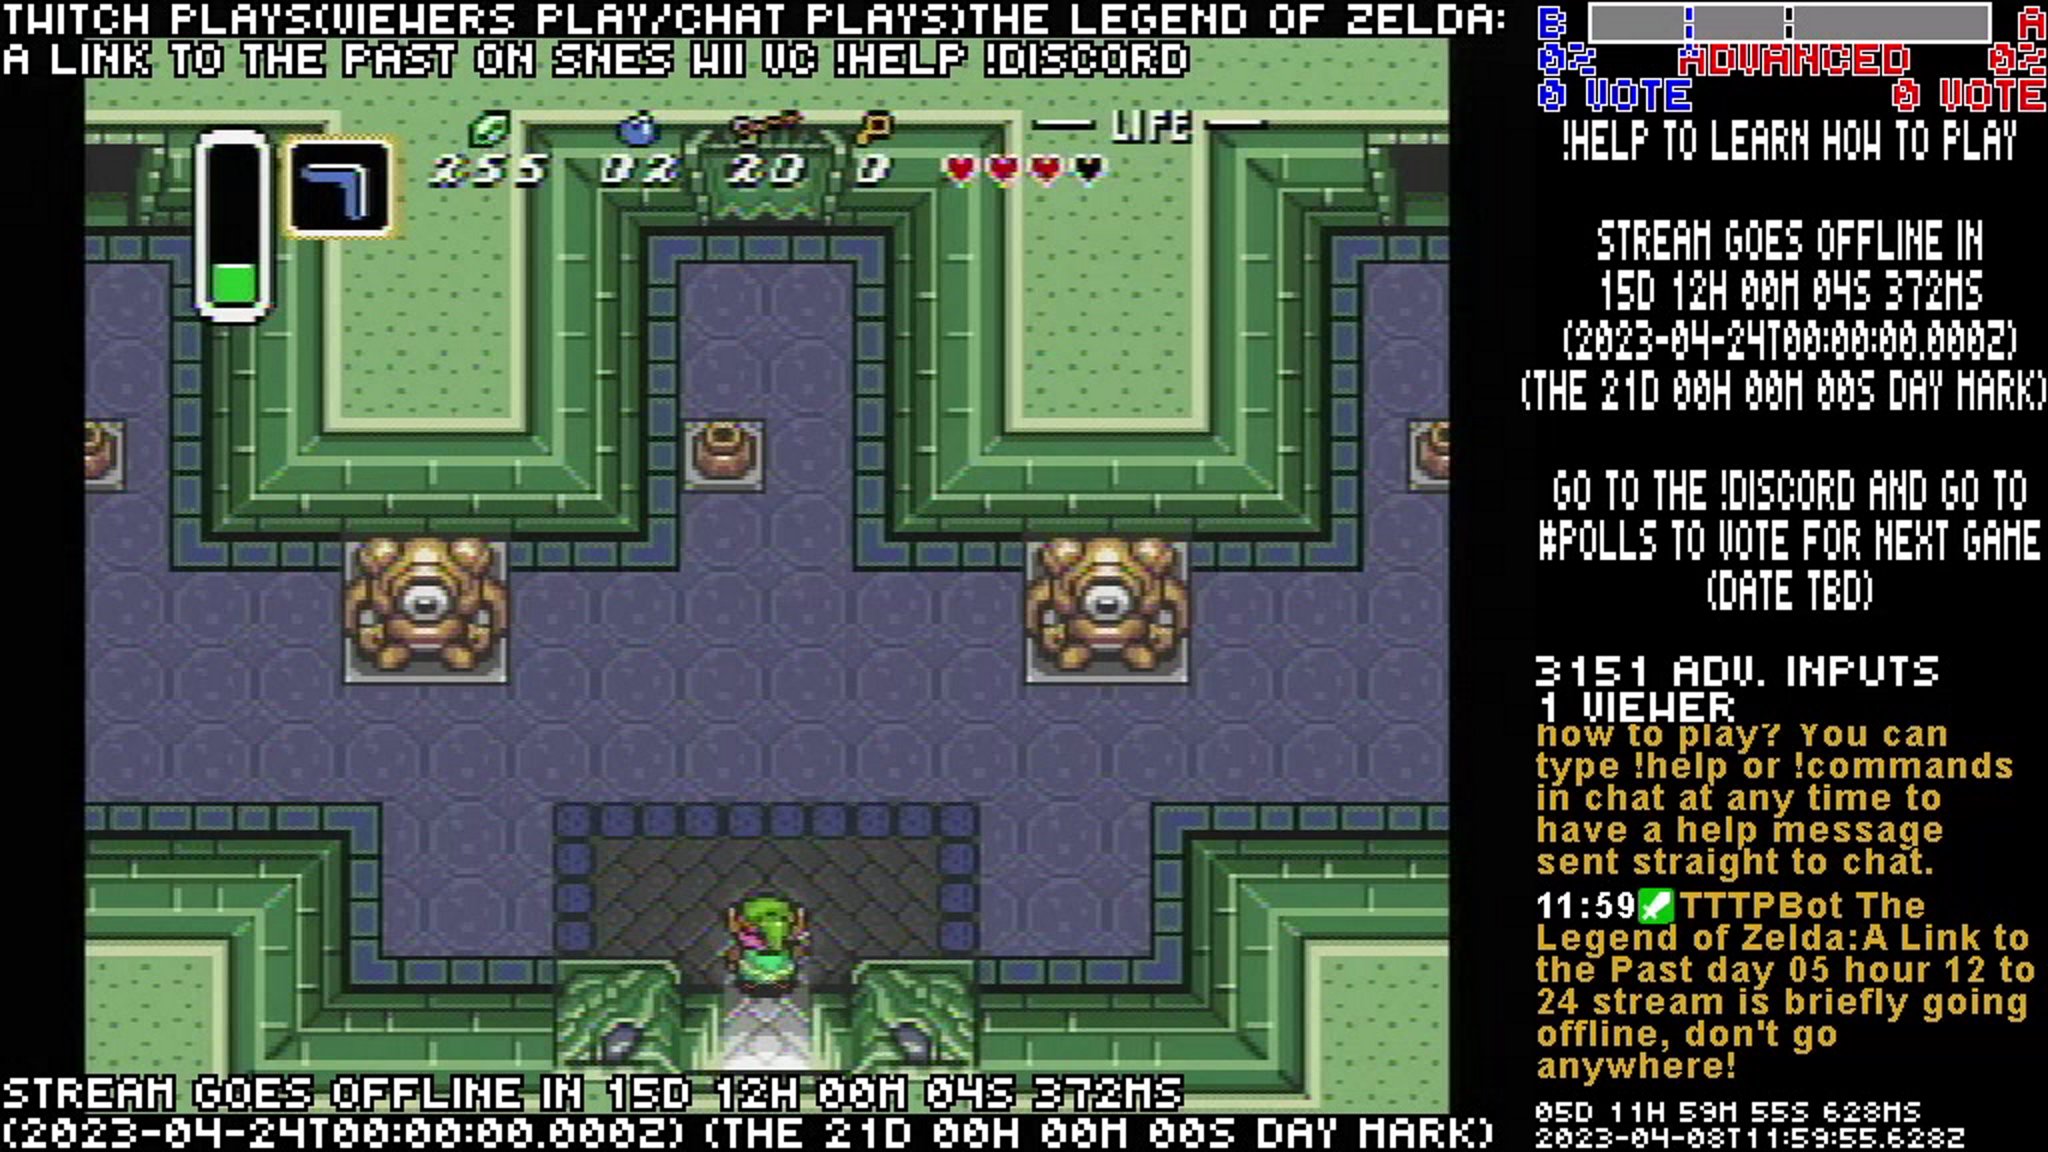 TWITCH PLAYS(VIEWERS PLAY/CHAT PLAYS)THE LEGEND OF ZELDA:
A LINK TO THE PAST ON SNES WII VC !HELP !DISCORD
LIFE
255 02 20 0
B A
0% ADVANCED 0%
0 VOTE 0 VOTE
!HELP TO LEARN HOW TO PLAY
STREAM GOES OFFLINE IN
15D 12H 00M 04S 372MS
(2023-04-24T00:00:00.000Z)
(THE 21D 00H 00M 00S DAY MARK)
GO TO THE !DISCORD AND GO TO
#POLLS TO VOTE FOR NEXT GAME
(DATE TBD)
3151 ADV. INPUTS
1 VIEWER
how to play? You can
type !help or !commands
in chat at any time to
have a help message
sent straight to chat.
11:59 TTTPBot The
Legend of Zelda:A Link to
the Past day 05 hour 12 to
24 stream is briefly going
offline, don't go
anywhere!
05D 11H 59M 55S 628MS
2023-04-08T11:59:55.628Z
STREAM GOES OFFLINE IN 15D 12H 00M 04S 372MS
(2023-04-24T00:00:00.000Z) (THE 21D 00H 00M 00S DAY MARK)